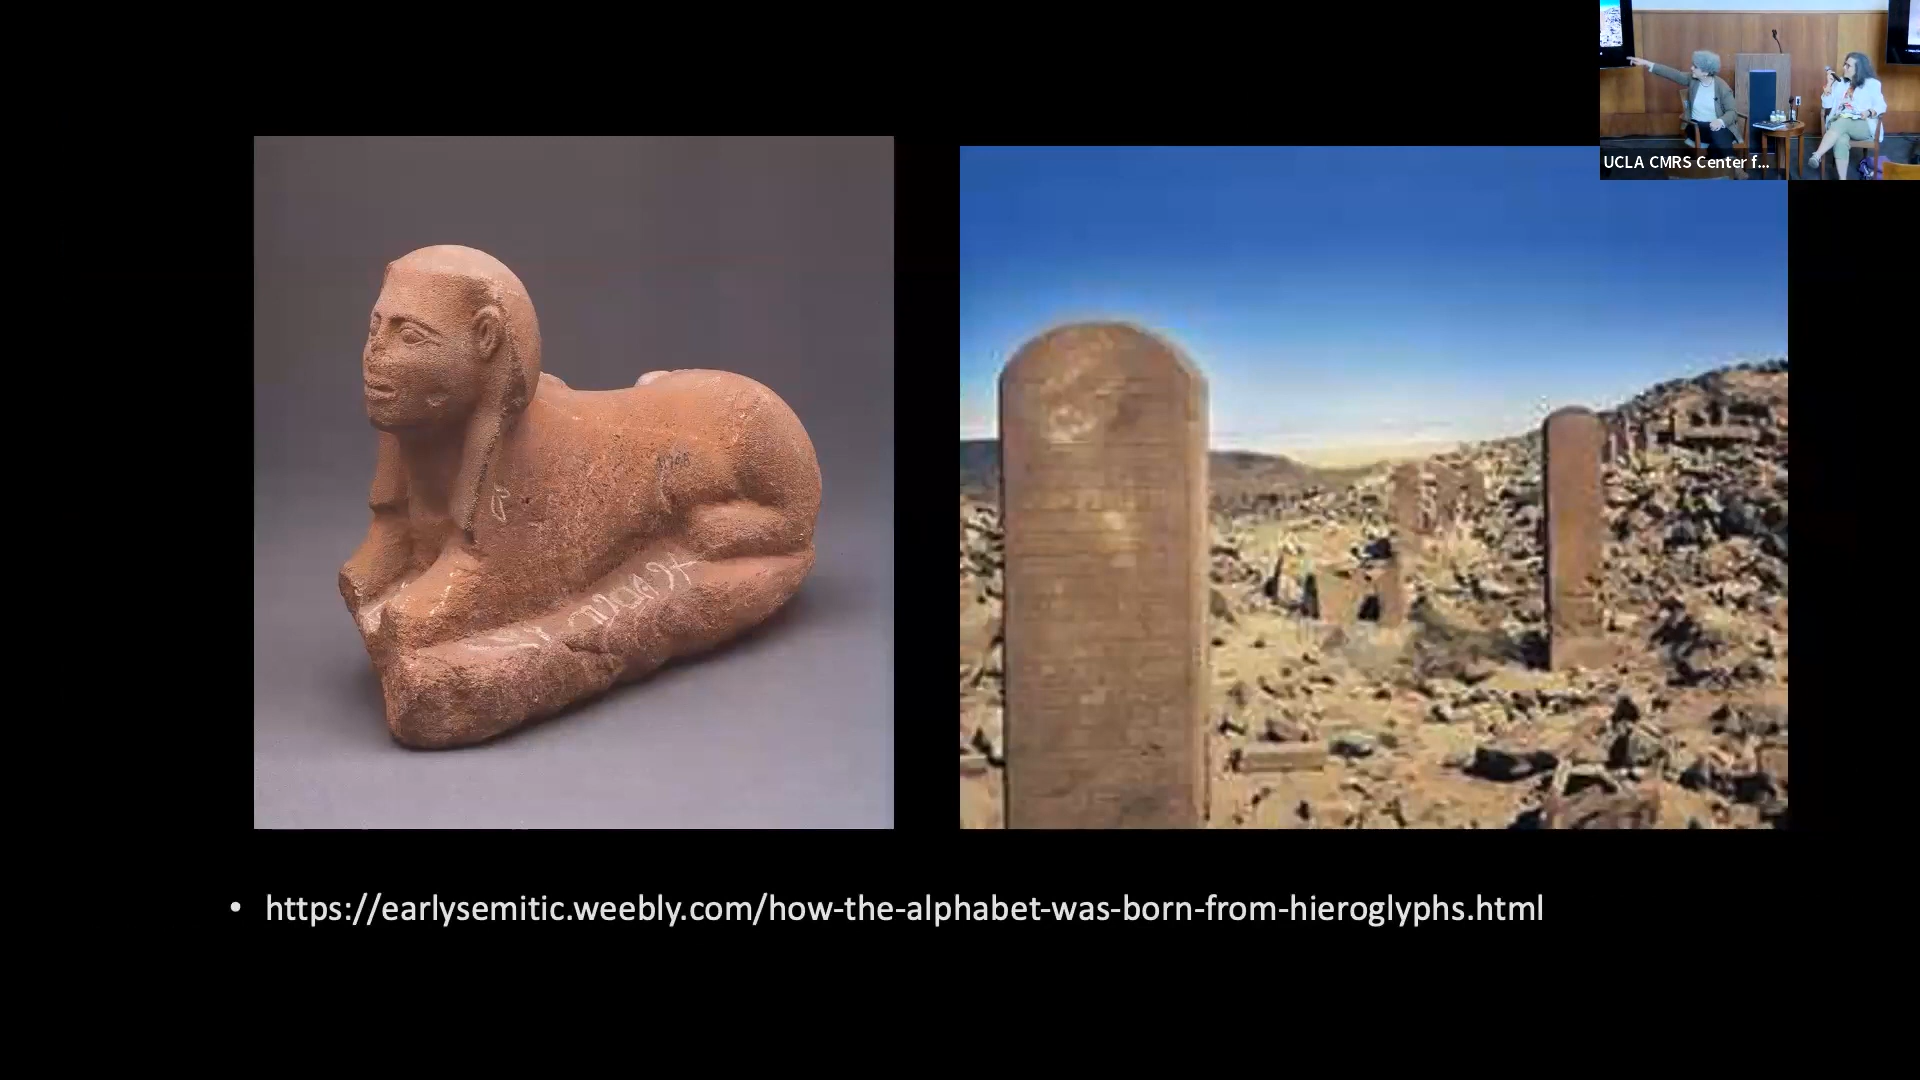 UCLA CMRS Center f...
• https://earlysemitic.weebly.com/how-the-alphabet-was-born-from-hieroglyphs.html